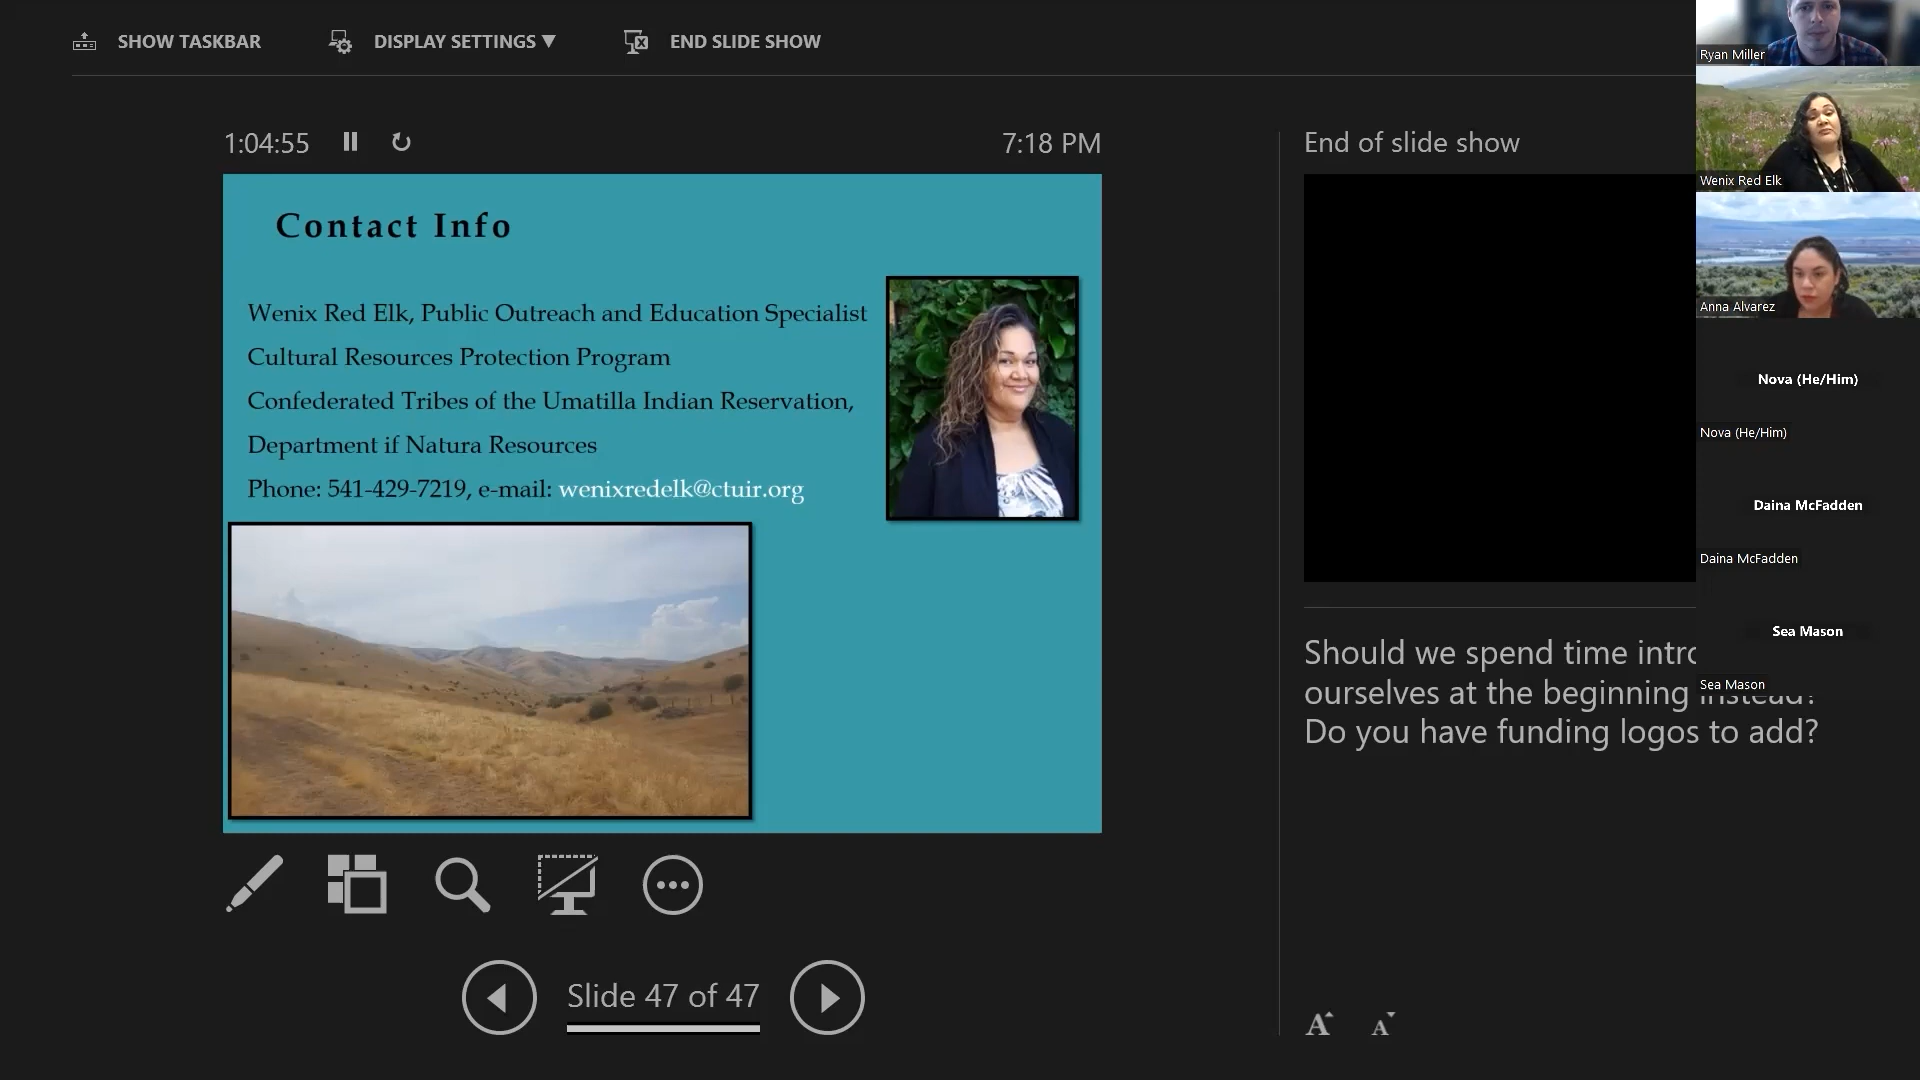 SHOW TASKBAR
DISPLAY SETTINGS
END SLIDE SHOW
1:04:55
7:18 PM
Contact Info
Wenix Red Elk, Public Outreach and Education Specialist
Cultural Resources Protection Program
Confederated Tribes of the Umatilla Indian Reservation,
Department if Natura Resources
Phone: 541-429-7219, e-mail: wenixredelk@ctuir.org
Slide 47 of 47
End of slide show
Should we spend time
ourselves at the beginning instead?
Do you have funding logos to add?
A A
Ryan Miller
Wenix Red Elk
Anna Alvarez
Nova (He/Him)
Nova (He/Him)
Daina McFadden
Daina McFadden
Sea Mason
Sea Mason